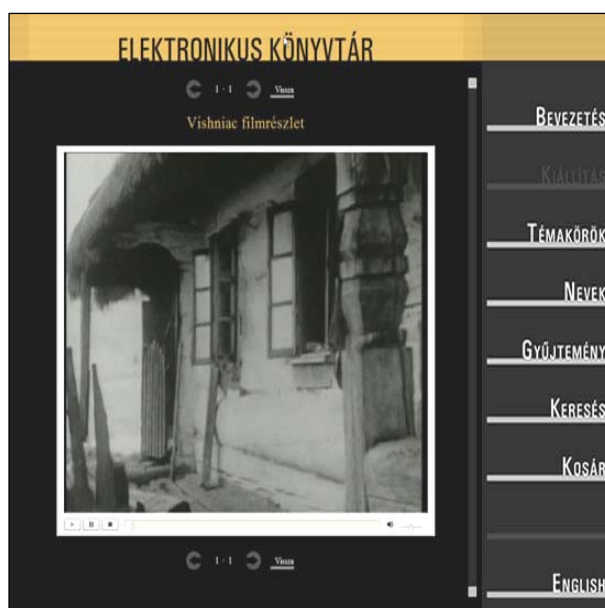 ELEKTRONIKUS KÖNYVTÁR
1 - 1 Vissza
Vishniac filmrészlet
1 - 1 Vissza
BEVEZETÉS
KIÁLLÍTÁS
TÉMAKÖRÖK
NEVEK
GYŰJTEMÉNY
KERESÉS
KOSÁR
ENGLISH